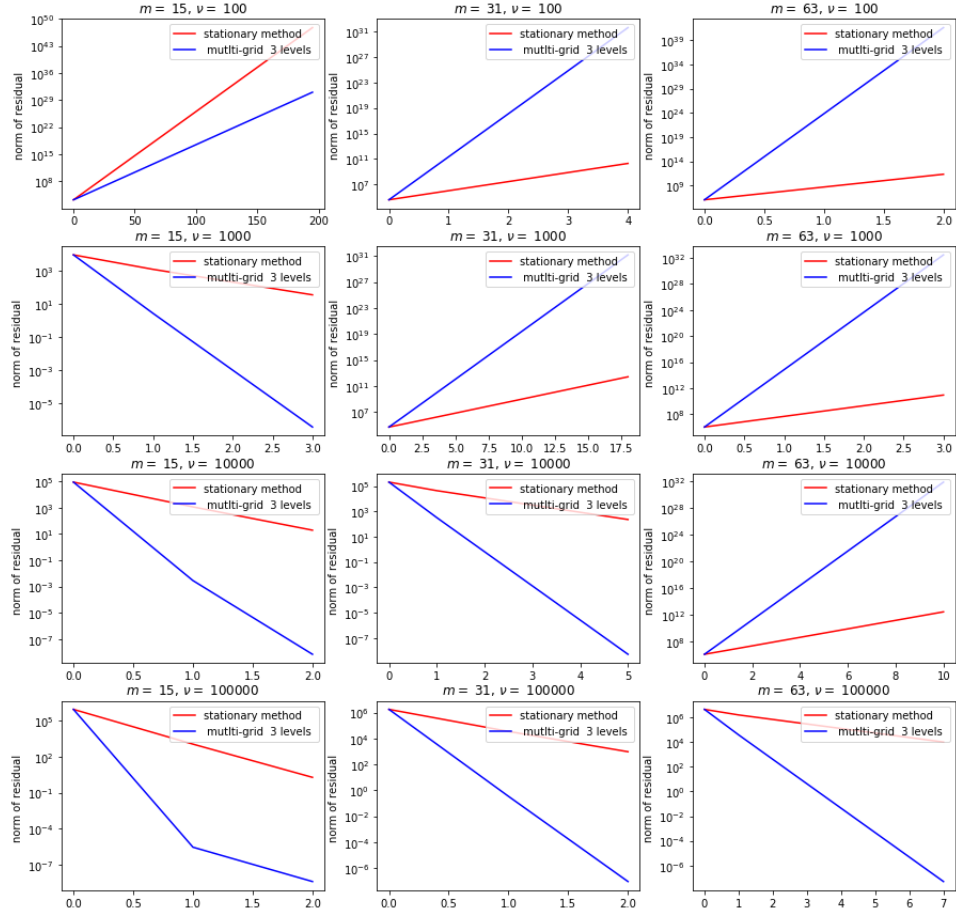 m = 15, ν = 100
10^50
10^43
10^36
10^29
10^22
10^15
10^8
norm of residual
stationary method
mutlti-grid 3 levels
0 50 100 150 200
m = 31, ν = 100
10^31
10^27
10^23
10^19
10^15
10^11
10^7
norm of residual
stationary method
mutlti-grid 3 levels
0 1 2 3 4
m = 63, ν = 100
10^39
10^34
10^29
10^24
10^19
10^14
10^9
norm of residual
stationary method
mutlti-grid 3 levels
0.0 0.5 1.0 1.5 2.0
m = 15, ν = 1000
10^3
10^1
10^-1
10^-3
10^-5
norm of residual
stationary method
mutlti-grid 3 levels
0.0 0.5 1.0 1.5 2.0 2.5 3.0
m = 31, ν = 1000
10^31
10^27
10^23
10^19
10^15
10^11
10^7
norm of residual
stationary method
mutlti-grid 3 levels
0.0 2.5 5.0 7.5 10.0 12.5 15.0 17.5
m = 63, ν = 1000
10^32
10^28
10^24
10^20
10^16
10^12
10^8
norm of residual
stationary method
mutlti-grid 3 levels
0.0 0.5 1.0 1.5 2.0 2.5 3.0
m = 15, ν = 10000
10^5
10^3
10^1
10^-1
10^-3
10^-5
10^-7
norm of residual
stationary method
mutlti-grid 3 levels
0.0 0.5 1.0 1.5 2.0
m = 31, ν = 10000
10^5
10^3
10^1
10^-1
10^-3
10^-5
10^-7
norm of residual
stationary method
mutlti-grid 3 levels
0 1 2 3 4 5
m = 63, ν = 10000
10^32
10^28
10^24
10^20
10^16
10^12
10^8
norm of residual
stationary method
mutlti-grid 3 levels
0 2 4 6 8 10
m = 15, ν = 100000
10^5
10^2
10^-1
10^-4
10^-7
norm of residual
stationary method
mutlti-grid 3 levels
0.0 0.5 1.0 1.5 2.0
m = 31, ν = 100000
10^6
10^4
10^2
10^0
10^-2
10^-4
10^-6
norm of residual
stationary method
mutlti-grid 3 levels
0.0 0.5 1.0 1.5 2.0
m = 63, ν = 100000
10^6
10^4
10^2
10^0
10^-2
10^-4
10^-6
norm of residual
stationary method
mutlti-grid 3 levels
0 1 2 3 4 5 6 7